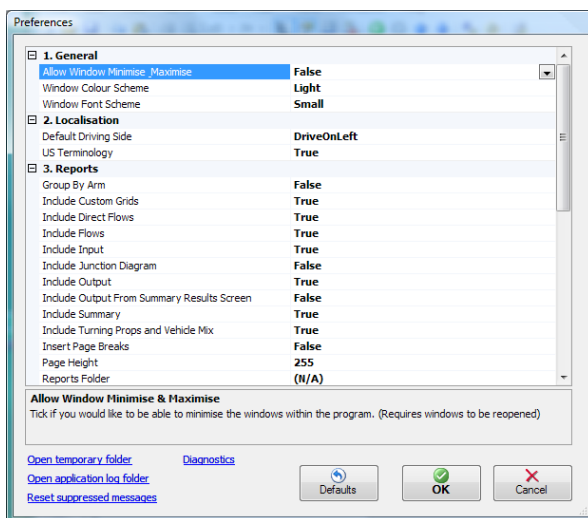 Preferences
1. General
Allow Window Minimise_Maximise False
Window Colour Scheme Light
Window Font Scheme Small
2. Localisation
Default Driving Side DriveOnLeft
US Terminology True
3. Reports
Group By Arm False
Include Custom Grids True
Include Direct Flows True
Include Flows True
Include Input True
Include Junction Diagram False
Include Output True
Include Output From Summary Results Screen False
Include Summary True
Include Turning Props and Vehicle Mix True
Insert Page Breaks False
Page Height 255
Reports Folder (N/A)
Allow Window Minimise & Maximise
Tick if you would like to be able to minimise the windows within the program. (Requires windows to be reopened)
Open temporary folder Diagnostics
Open application log folder
Reset suppressed messages
Defaults OK Cancel